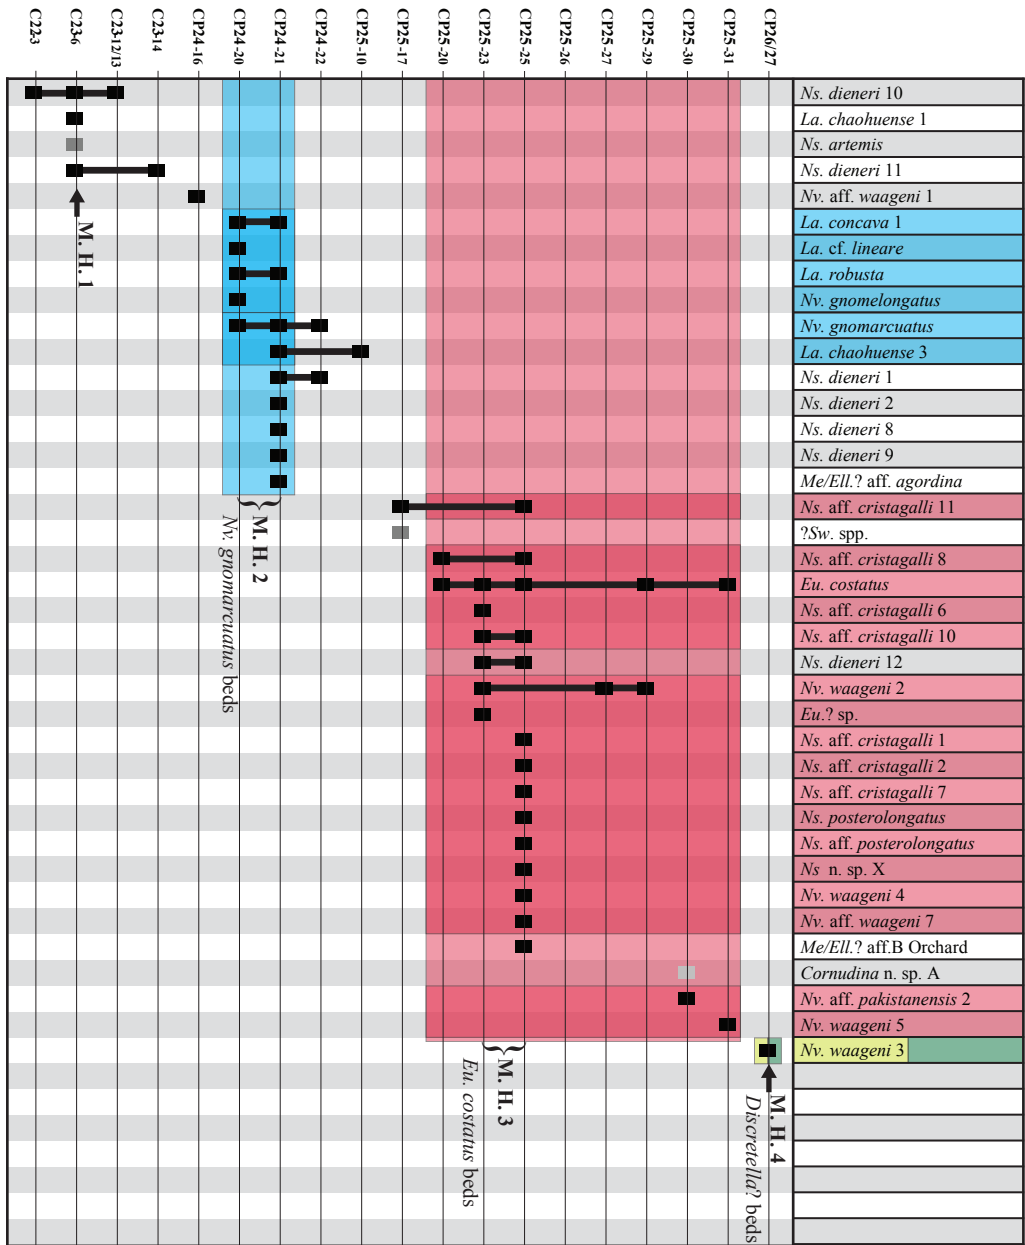 C22-3
C23-6
C23-12/13
C23-14
CP24-16
CP24-20
CP24-21
CP24-22
CP25-10
CP25-17
CP25-20
CP25-23
CP25-25
CP25-27
CP25-29
CP25-30
CP25-31
CP26/27
Ns. dieneri 10
La. chaohuense 1
Ns. artemis
Ns. dieneri 11
Nv. aff. waageni 1
La. concava 1
La. cf. lineare
La. robusta
Nv. gnomelongatus
Nv. gnomarcuatus
La. chaohuense 3
Ns. dieneri 1
Ns. dieneri 2
Ns. dieneri 8
Ns. dieneri 9
Me/Ell.? aff. agordina
Ns. aff. cristagalli 11
?Sw. spp.
Ns. aff. cristagalli 8
Eu. costatus
Ns. aff. cristagalli 6
Ns. aff. cristagalli 10
Ns. dieneri 12
Nv. waageni 2
Eu.? sp.
Ns. aff. cristagalli 1
Ns. aff. cristagalli 2
Ns. aff. cristagalli 7
Ns. posterolongatus
Ns. aff. posterolongatus
Ns n. sp. X
Nv. waageni 4
Nv. aff. waageni 7
Me/Ell.? aff.B Orchard
Cornudina n. sp. A
Nv. aff. pakistanensis 2
Nv. waageni 5
Nv. waageni 3
M. H. 1
M. H. 2
Nv. gnomarcuatus beds
M. H. 3
Eu. costatus beds
M. H. 4
Discretella? beds